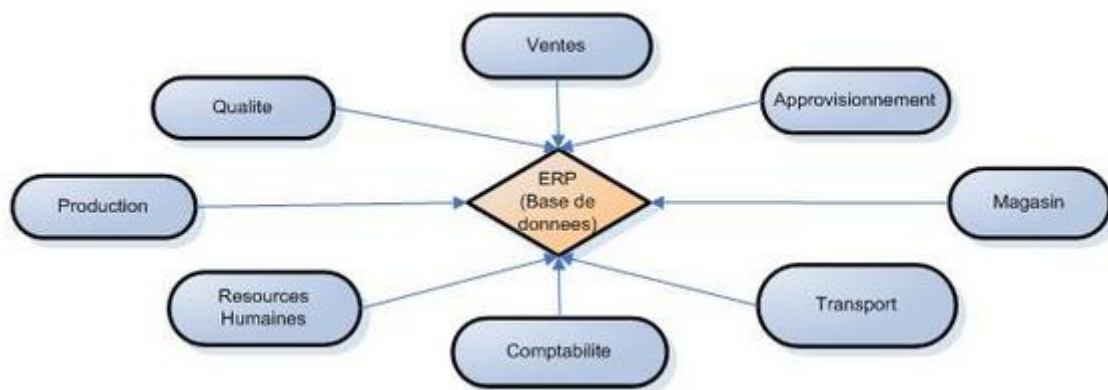 Ventes
Qualite
Approvisionnement
ERP
(Base de
donnees)
Production
Magasin
Resources
Humaines
Transport
Comptabilite